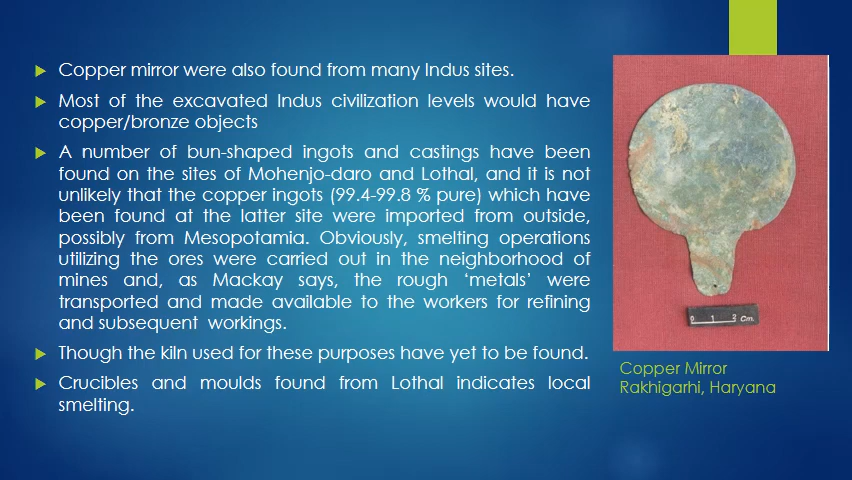 Copper mirror were also found from many Indus sites.
Most of the excavated Indus civilization levels would have
copper/bronze objects
A number of bun-shaped ingots and castings have been
found on the sites of Mohenjo-daro and Lothal, and it is not
unlikely that the copper ingots (99.4-99.8 % pure) which have
been found at the latter site were imported from outside,
possibly from Mesopotamia. Obviously, smelting operations
utilizing the ores were carried out in the neighborhood of
mines and, as Mackay says, the rough ‘metals’ were
transported and made available to the workers for refining
and subsequent workings.
Though the kiln used for these purposes have yet to be found.
Crucibles and moulds found from Lothal indicates local
smelting.
0 1 2 Cm.
Copper Mirror
Rakhigarhi, Haryana